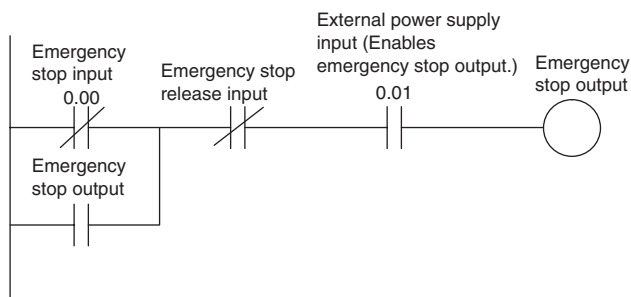 Emergency
stop input
0.00
Emergency stop
release input
External power supply
input (Enables
emergency stop output.)
0.01
Emergency
stop output
Emergency
stop output